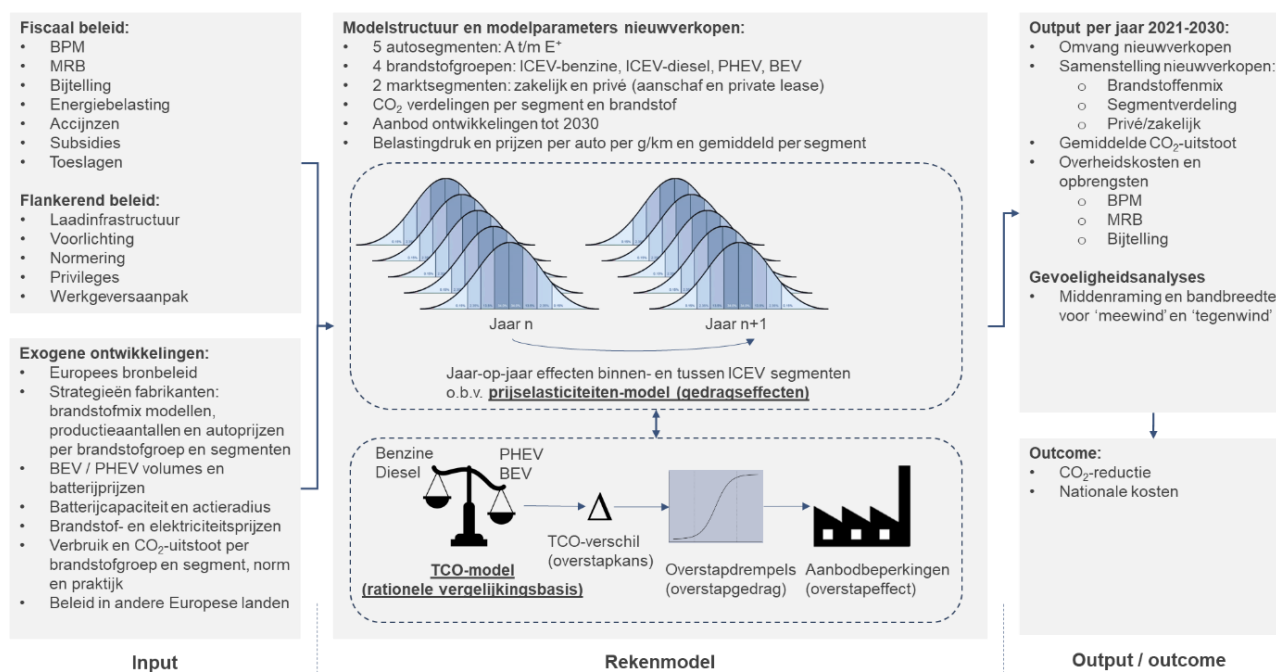 Fiscaal beleid:
• BPM
• MRB
• Bijtelling
• Energiebelasting
• Accijnzen
• Subsidies
• Toeslagen
Flankerend beleid:
• Laadinfrastructuur
• Voorlichting
• Normering
• Privileges
• Werkgeversaanpak
Exogene ontwikkelingen:
• Europees bronbeleid
• Strategieën fabrikanten:
brandstofmix modellen,
productieaantallen en autoprijzen
per brandstofgroep en segmenten
• BEV / PHEV volumes en
batterijprijzen
• Batterijcapaciteit en actieradius
• Brandstof- en elektriciteitsprijzen
• Verbruik en CO₂-uitstoot per
brandstofgroep en segment, norm
en praktijk
• Beleid in andere Europese landen
Input
Modelstructuur en modelparameters nieuwverkopen:
• 5 autosegmenten: A t/m E⁺
• 4 brandstofgroepen: ICEV-benzine, ICEV-diesel, PHEV, BEV
• 2 marktsegmenten: zakelijk en privé (aanschaf en private lease)
• CO₂ verdelingen per segment en brandstof
• Aanbod ontwikkelingen tot 2030
• Belastingdruk en prijzen per auto per g/km en gemiddeld per segment
Jaar n
Jaar n+1
Jaar-op-jaar effecten binnen- en tussen ICEV segmenten
o.b.v. prijselasticiteiten-model (gedragseffecten)
Benzine
Diesel
PHEV
BEV
TCO-model
(rationele vergelijkingsbasis)
Δ
TCO-verschil
(overstapkans)
Overstapdrempels
(overstapgedrag)
Aanbodbeperkingen
(overstapeffect)
Rekenmodel
Output per jaar 2021-2030:
• Omvang nieuwverkopen
• Samenstelling nieuwverkopen:
o Brandstoffenmix
o Segmentverdeling
o Privé/zakelijk
• Gemiddelde CO₂-uitstoot
• Overheidskosten en
opbrengsten
o BPM
o MRB
o Bijtelling
Gevoeligheidsanalyses
• Middenraming en bandbreedte
voor ‘meewind’ en ‘tegenwind’
Outcome:
• CO₂-reductie
• Nationale kosten
Output / outcome